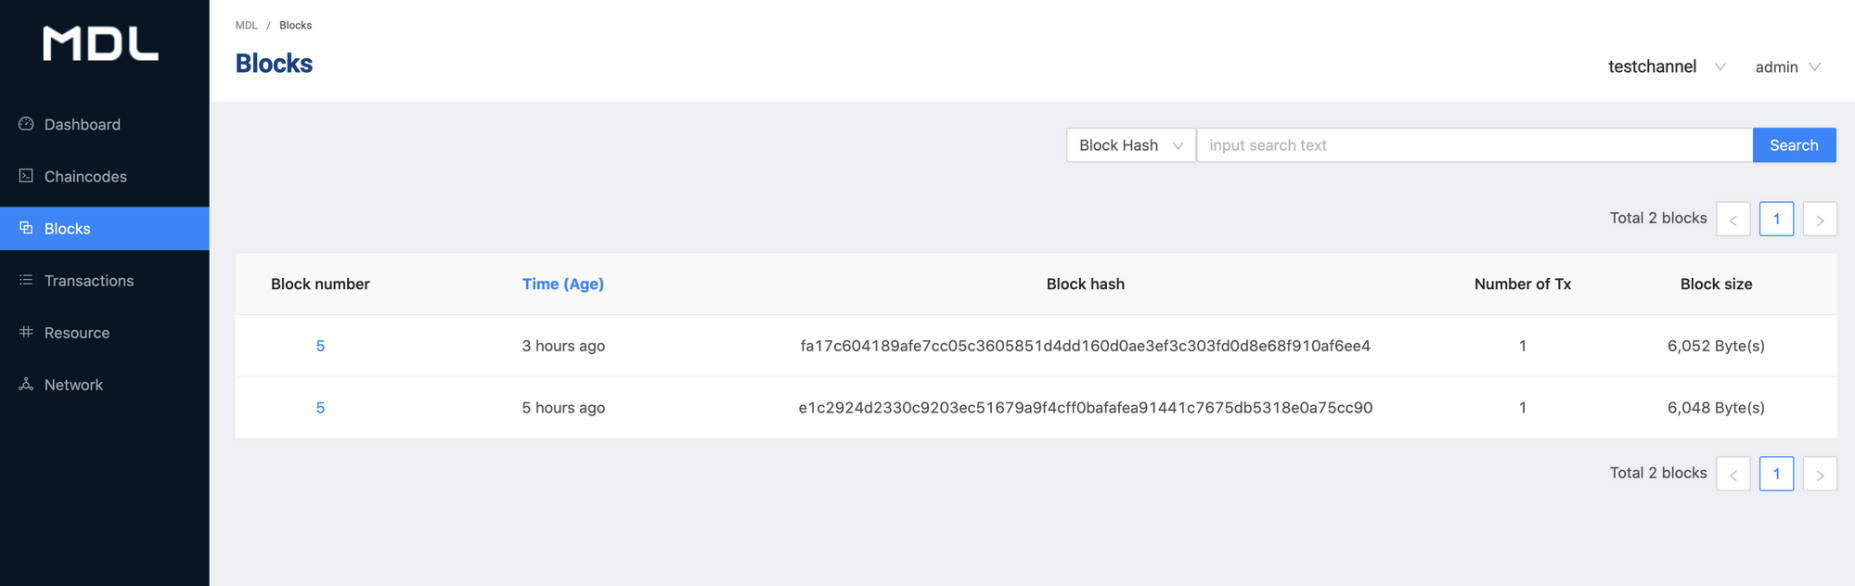 MDL
Dashboard
Chaincodes
Blocks
Transactions
Resource
Network
MDL / Blocks
Blocks
testchannel admin
Block Hash input search text Search
Total 2 blocks < 1 >
Block number Time (Age) Block hash Number of Tx Block size
5 3 hours ago fa17c604189afe7cc05c3605851d4dd160d0ae3ef3c303fd0d8e68f910af6ee4 1 6,052 Byte(s)
5 5 hours ago e1c2924d2330c9203ec51679a9f4cff0bafafea91441c7675db5318e0a75cc90 1 6,048 Byte(s)
Total 2 blocks < 1 >